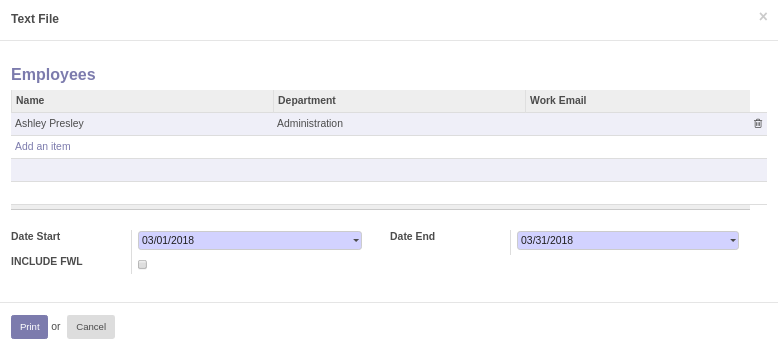 Text File ×
Employees
Name Department Work Email
Ashley Presley Administration
Add an item
Date Start 03/01/2018 Date End 03/31/2018
INCLUDE FWL
Print or Cancel